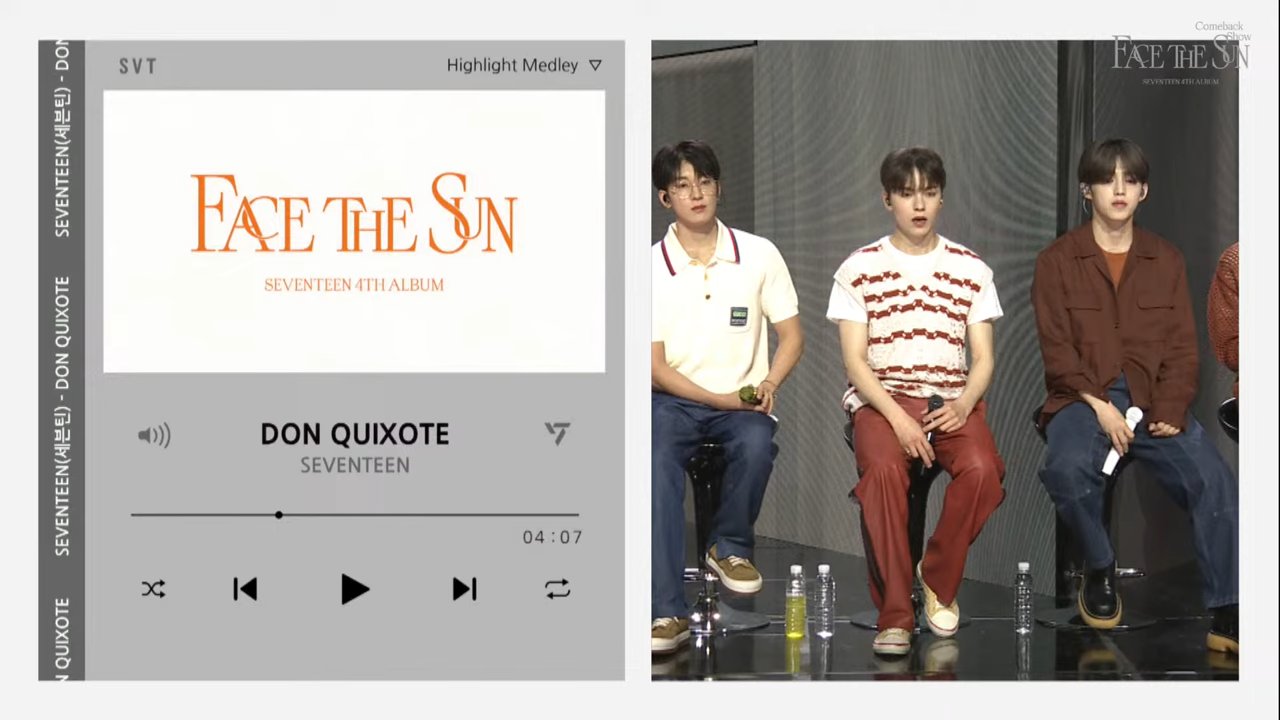 SEVENTEEN(세븐틴) - DON QUIXOTE
SEVENTEEN(세븐틴) - DON
QUIXOTE
SVT
Highlight Medley ▽
FACE THE SUN
SEVENTEEN 4TH ALBUM
DON QUIXOTE
SEVENTEEN
04:07
Comeback
Show
FACE THE SUN
SEVENTEEN 4TH ALBUM